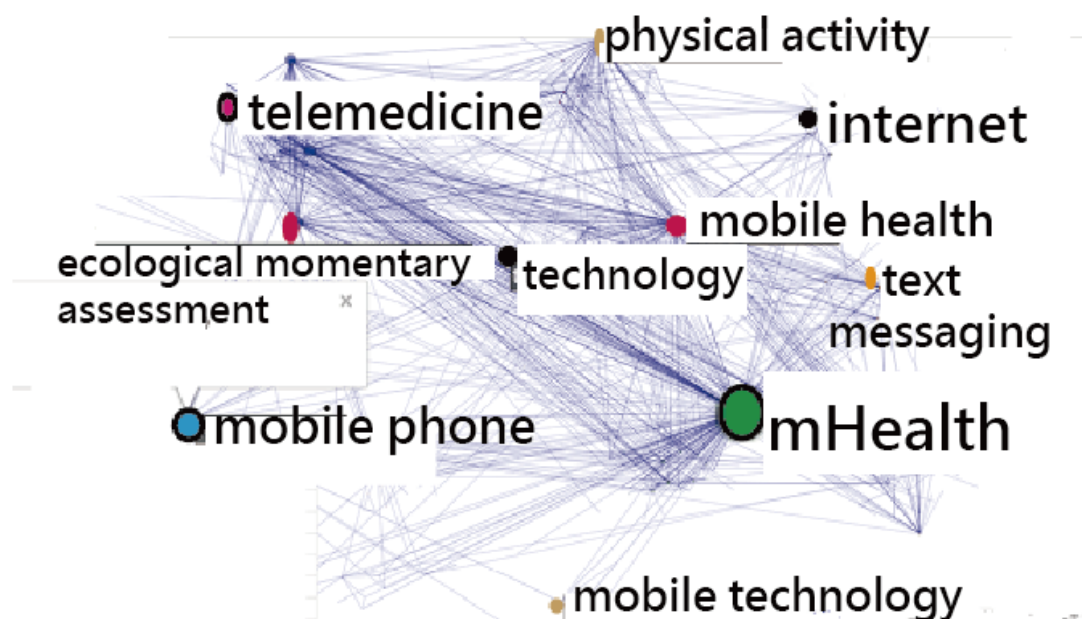 physical activity
telemedicine
internet
mobile health
ecological momentary
assessment
technology
text
messaging
x
mobile phone
mHealth
mobile technology